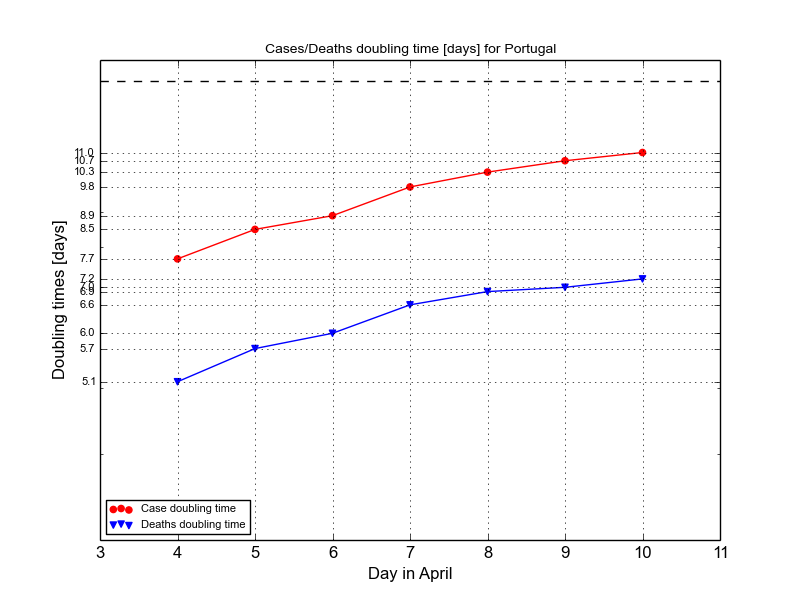 Cases/Deaths doubling time [days] for Portugal
11.0
10.7
10.3
9.8
8.9
8.5
7.7
7.2
7.0
6.9
6.6
6.0
5.7
5.1
Doubling times [days]
Case doubling time
Deaths doubling time
3 4 5 6 7 8 9 10 11
Day in April